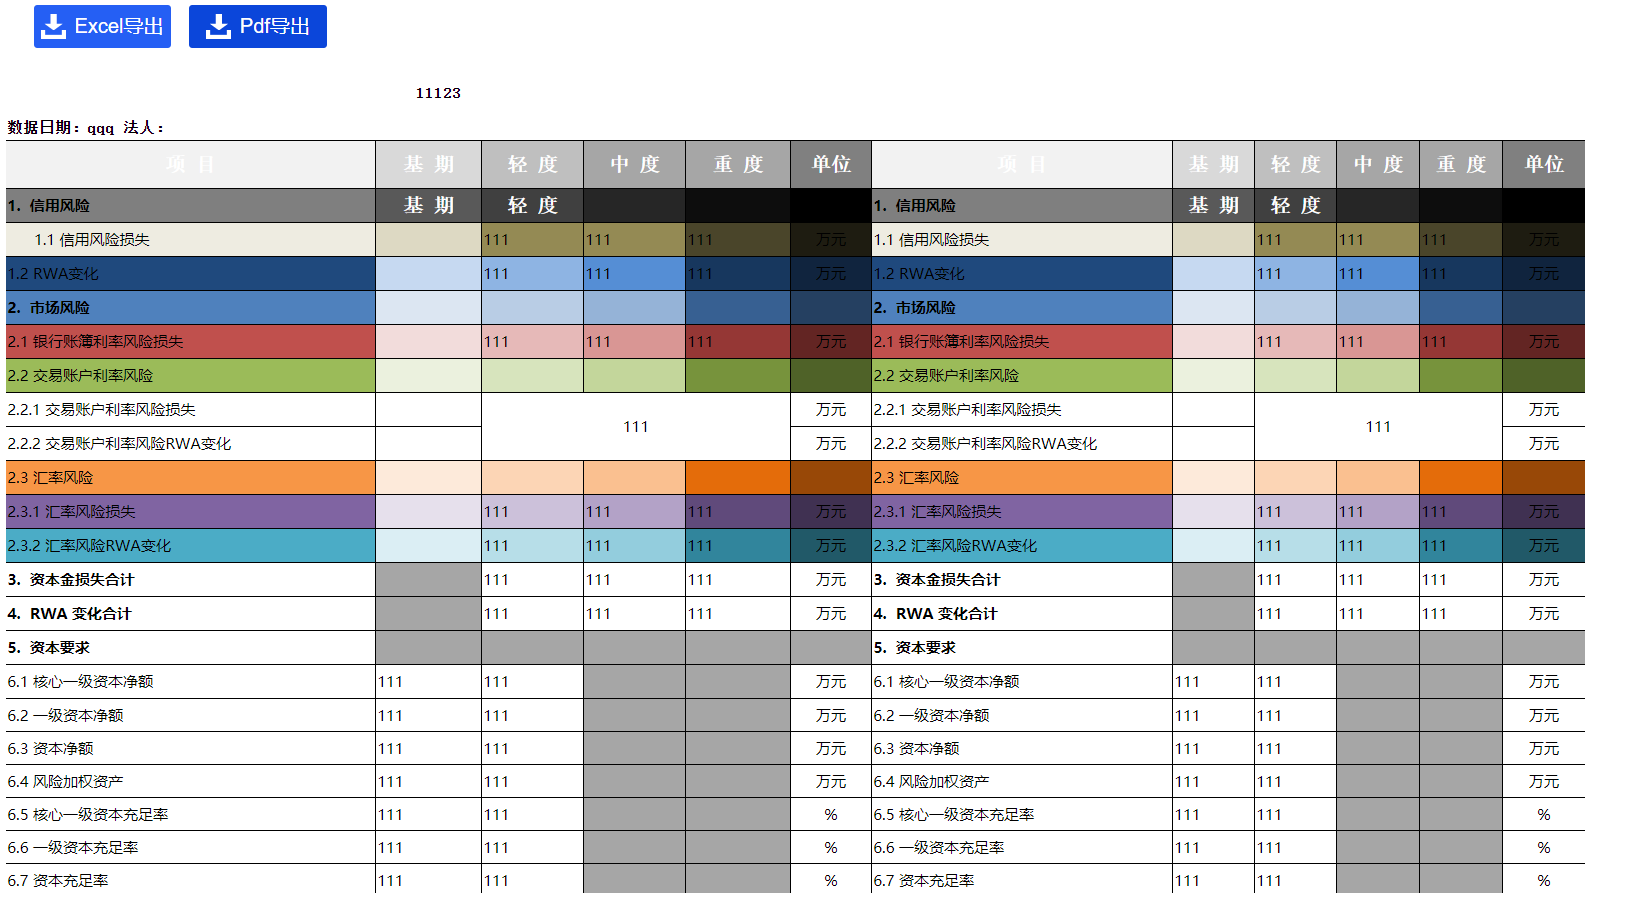 Excel导出 Pdf导出
11123
数据日期：qqq 法人：
项 目 基 期 轻 度 中 度 重 度 单位 项 目 基 期 轻 度 中 度 重 度 单位
1. 信用风险 基 期 轻 度 1. 信用风险 基 期 轻 度
1.1 信用风险损失 111 111 111 万元 1.1 信用风险损失 111 111 111 万元
1.2 RWA变化 111 111 111 万元 1.2 RWA变化 111 111 111 万元
2. 市场风险 2. 市场风险
2.1 银行账簿利率风险损失 111 111 111 万元 2.1 银行账簿利率风险损失 111 111 111 万元
2.2 交易账户利率风险 2.2 交易账户利率风险
2.2.1 交易账户利率风险损失 万元 2.2.1 交易账户利率风险损失 万元
111 111
2.2.2 交易账户利率风险RWA变化 万元 2.2.2 交易账户利率风险RWA变化 万元
2.3 汇率风险 2.3 汇率风险
2.3.1 汇率风险损失 111 111 111 万元 2.3.1 汇率风险损失 111 111 111 万元
2.3.2 汇率风险RWA变化 111 111 111 万元 2.3.2 汇率风险RWA变化 111 111 111 万元
3. 资本金损失合计 111 111 111 万元 3. 资本金损失合计 111 111 111 万元
4. RWA 变化合计 111 111 111 万元 4. RWA 变化合计 111 111 111 万元
5. 资本要求 5. 资本要求
6.1 核心一级资本净额 111 111 万元 6.1 核心一级资本净额 111 111 万元
6.2 一级资本净额 111 111 万元 6.2 一级资本净额 111 111 万元
6.3 资本净额 111 111 万元 6.3 资本净额 111 111 万元
6.4 风险加权资产 111 111 万元 6.4 风险加权资产 111 111 万元
6.5 核心一级资本充足率 111 111 % 6.5 核心一级资本充足率 111 111 %
6.6 一级资本充足率 111 111 % 6.6 一级资本充足率 111 111 %
6.7 资本充足率 111 111 % 6.7 资本充足率 111 111 %